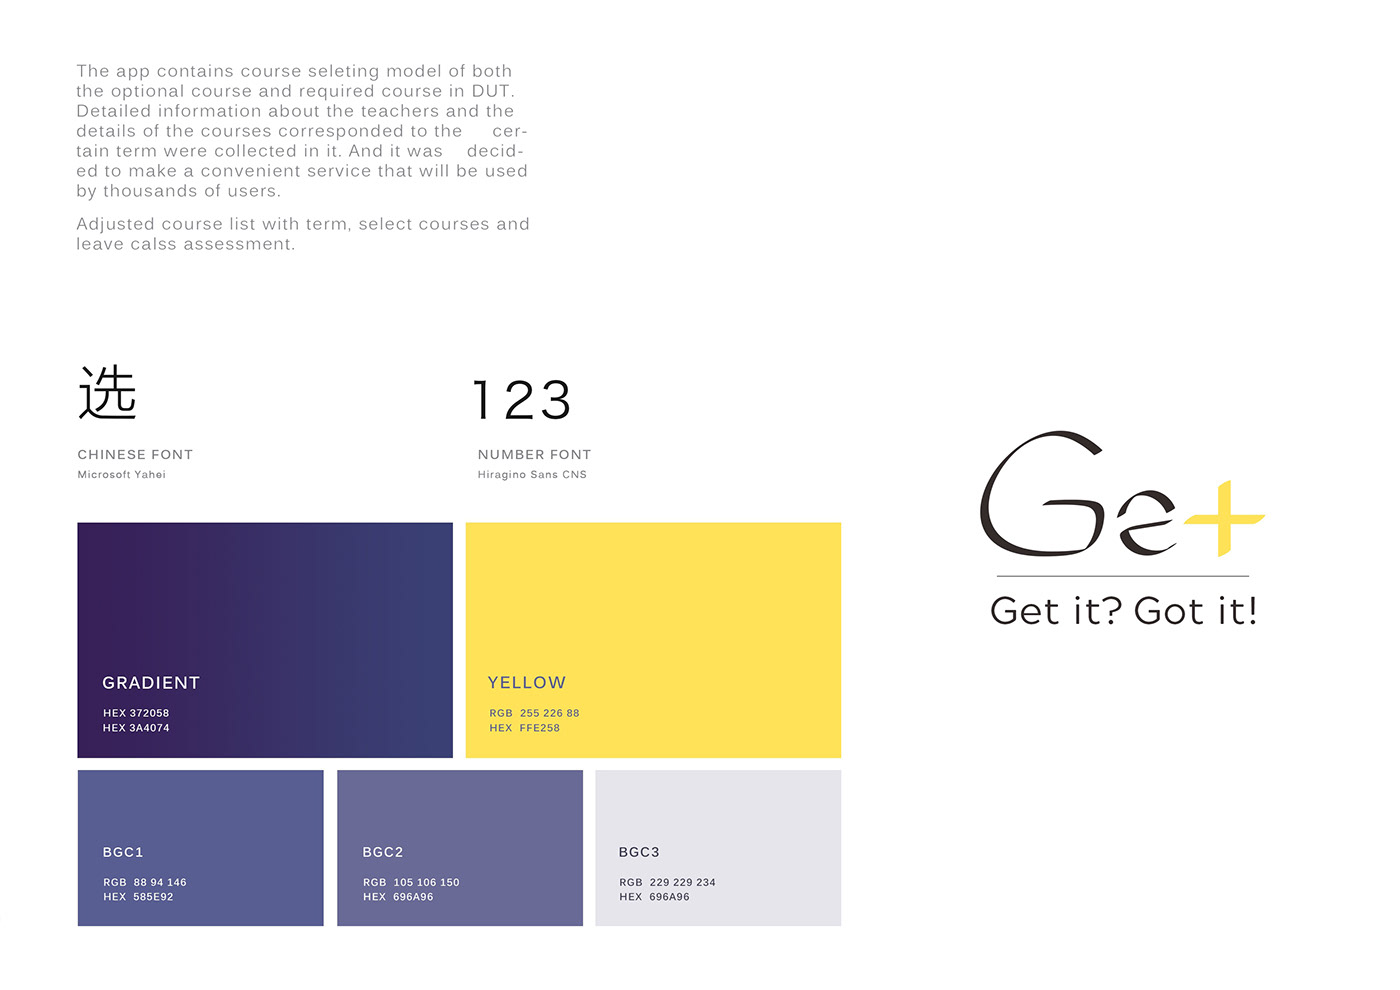 The app contains course seleting model of both
the optional course and required course in DUT.
Detailed information about the teachers and the
details of the courses corresponded to the cer-
tain term were collected in it. And it was decid-
ed to make a convenient service that will be used
by thousands of users.
Adjusted course list with term, select courses and
leave calss assessment.
选
CHINESE FONT
Microsoft Yahei
123
NUMBER FONT
Hiragino Sans CNS
Ge+
Get it? Got it!
GRADIENT
HEX 372058
HEX 3A4074
YELLOW
RGB 255 226 88
HEX FFE258
BGC1
RGB 88 94 146
HEX 585E92
BGC2
RGB 105 106 150
HEX 696A96
BGC3
RGB 229 229 234
HEX 696A96